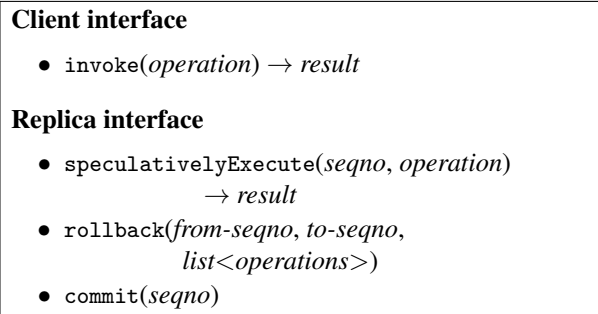 Client interface
• invoke(operation) → result
Replica interface
• speculativelyExecute(seqno, operation)
→ result
• rollback(from-seqno, to-seqno,
list<operations>)
• commit(seqno)